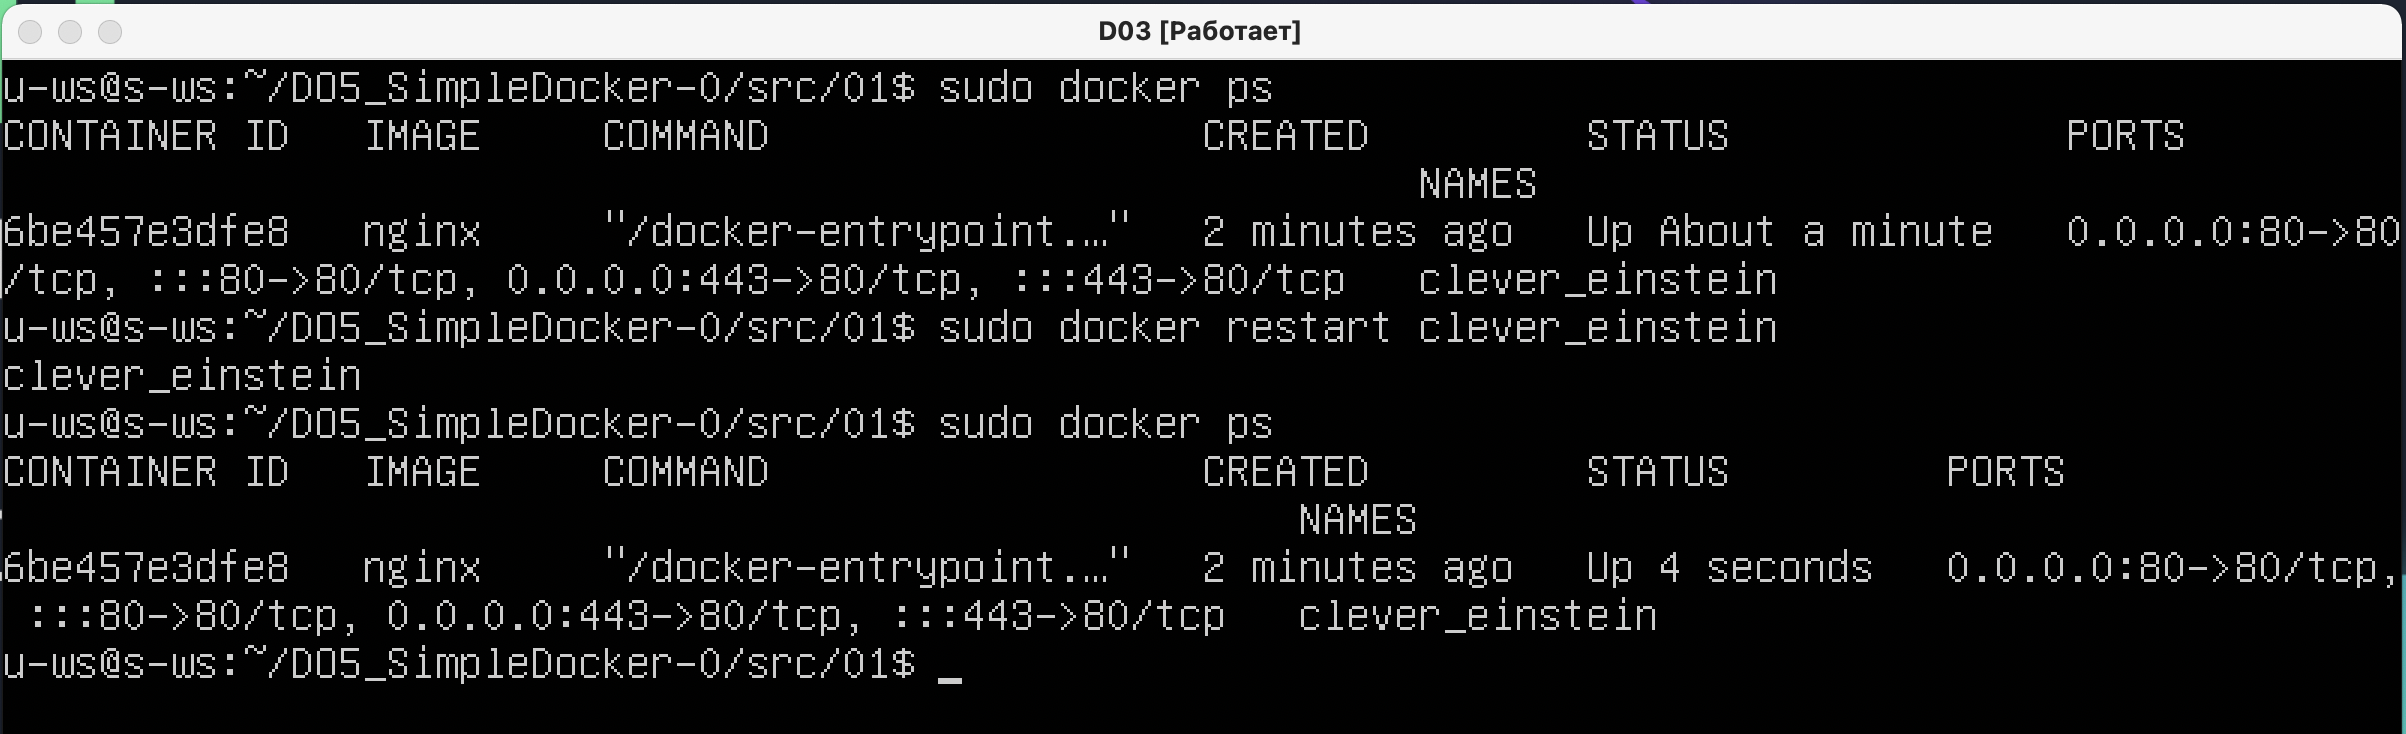 D03 [Работает]
u-ws@s-ws:~/DO5_SimpleDocker-0/src/01$ sudo docker ps
CONTAINER ID   IMAGE     COMMAND                  CREATED         STATUS              PORTS
                                                           NAMES
6be457e3dfe8   nginx     "/docker-entrypoint.…"   2 minutes ago   Up About a minute   0.0.0.0:80->80
/tcp, :::80->80/tcp, 0.0.0.0:443->80/tcp, :::443->80/tcp   clever_einstein
u-ws@s-ws:~/DO5_SimpleDocker-0/src/01$ sudo docker restart clever_einstein
clever_einstein
u-ws@s-ws:~/DO5_SimpleDocker-0/src/01$ sudo docker ps
CONTAINER ID   IMAGE     COMMAND                  CREATED         STATUS         PORTS
                                                      NAMES
6be457e3dfe8   nginx     "/docker-entrypoint.…"   2 minutes ago   Up 4 seconds   0.0.0.0:80->80/tcp,
 :::80->80/tcp, 0.0.0.0:443->80/tcp, :::443->80/tcp   clever_einstein
u-ws@s-ws:~/DO5_SimpleDocker-0/src/01$ _